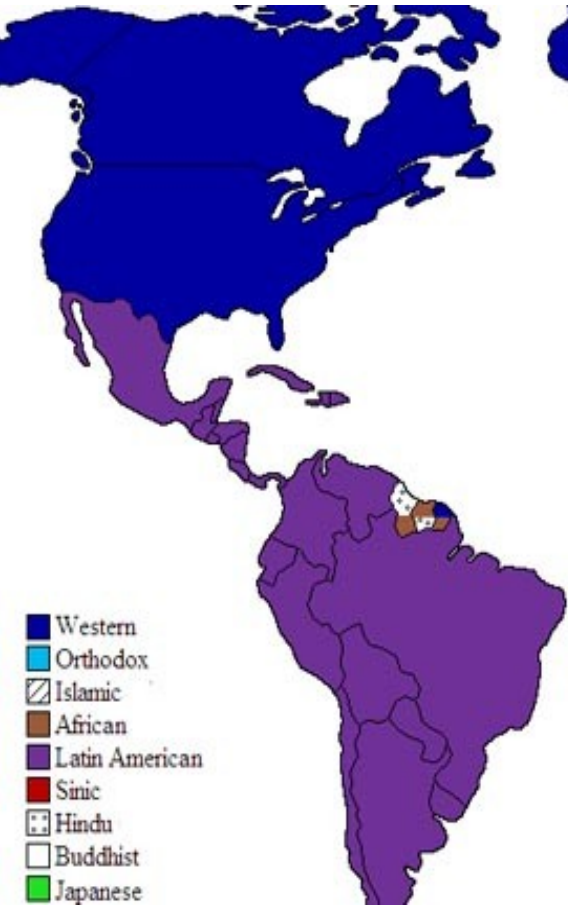 Western
Orthodox
Islamic
African
Latin American
Sinic
Hindu
Buddhist
Japanese